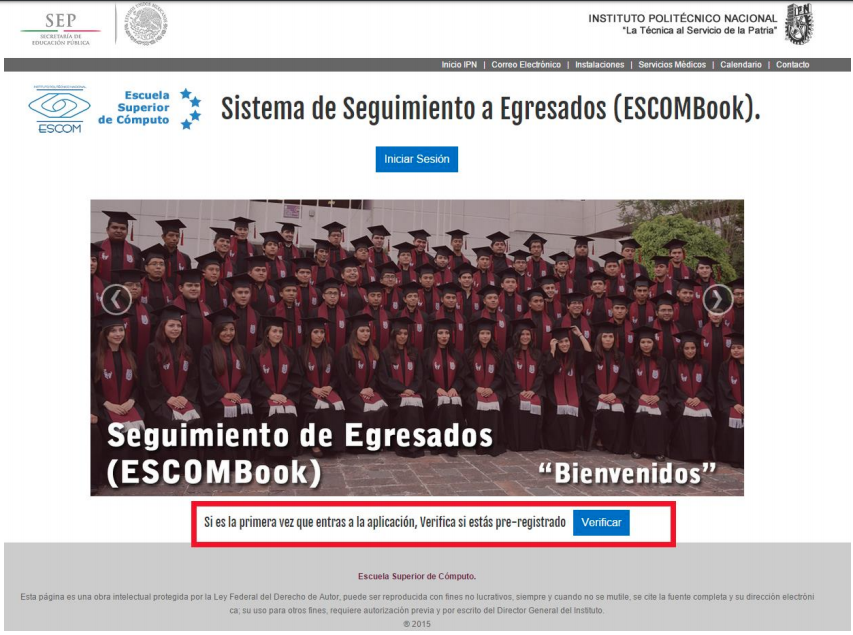 SEP
SECRETARÍA DE
EDUCACIÓN PÚBLICA
INSTITUTO POLITÉCNICO NACIONAL
"La Técnica al Servicio de la Patria"
Inicio IPN | Correo Electrónico | Instalaciones | Servicios Médicos | Calendario | Contacto
ESCOM
Escuela
Superior
de Cómputo
Sistema de Seguimiento a Egresados (ESCOMBook).
Iniciar Sesión
Seguimiento de Egresados
(ESCOMBook)
“Bienvenidos”
Si es la primera vez que entras a la aplicación, Verifica si estás pre-registrado Verificar
Escuela Superior de Cómputo.
Esta página es una obra intelectual protegida por la Ley Federal del Derecho de Autor, puede ser reproducida con fines no lucrativos, siempre y cuando no se mutile, se cite la fuente completa y su dirección electróni
ca; su uso para otros fines, requiere autorización previa y por escrito del Director General del Instituto.
® 2015